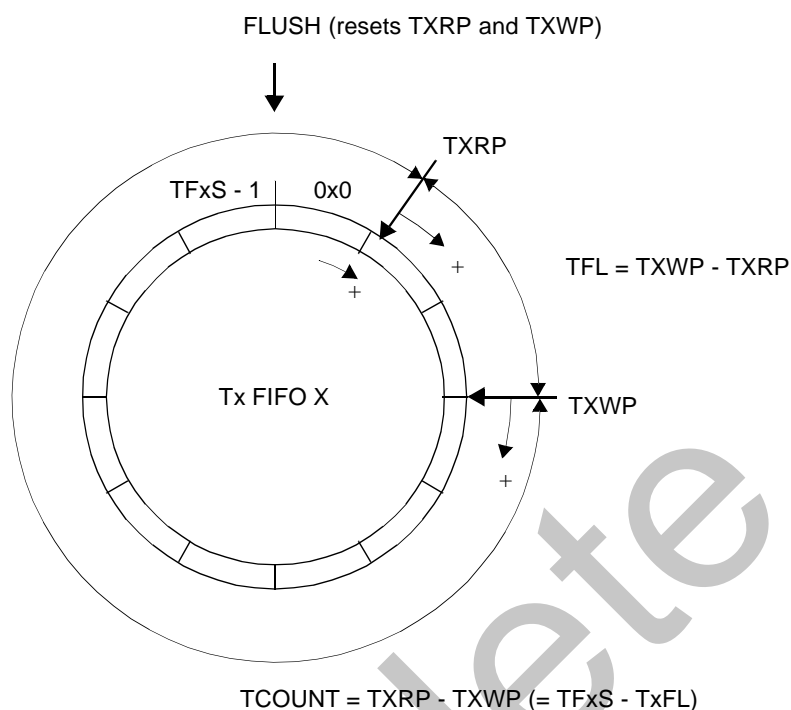 FLUSH (resets TXRP and TXWP)
TXRP
TFxS - 1
0x0
+
+
TFL = TXWP - TXRP
Tx FIFO X
TXWP
+
TCOUNT = TXRP - TXWP (= TFxS - TxFL)